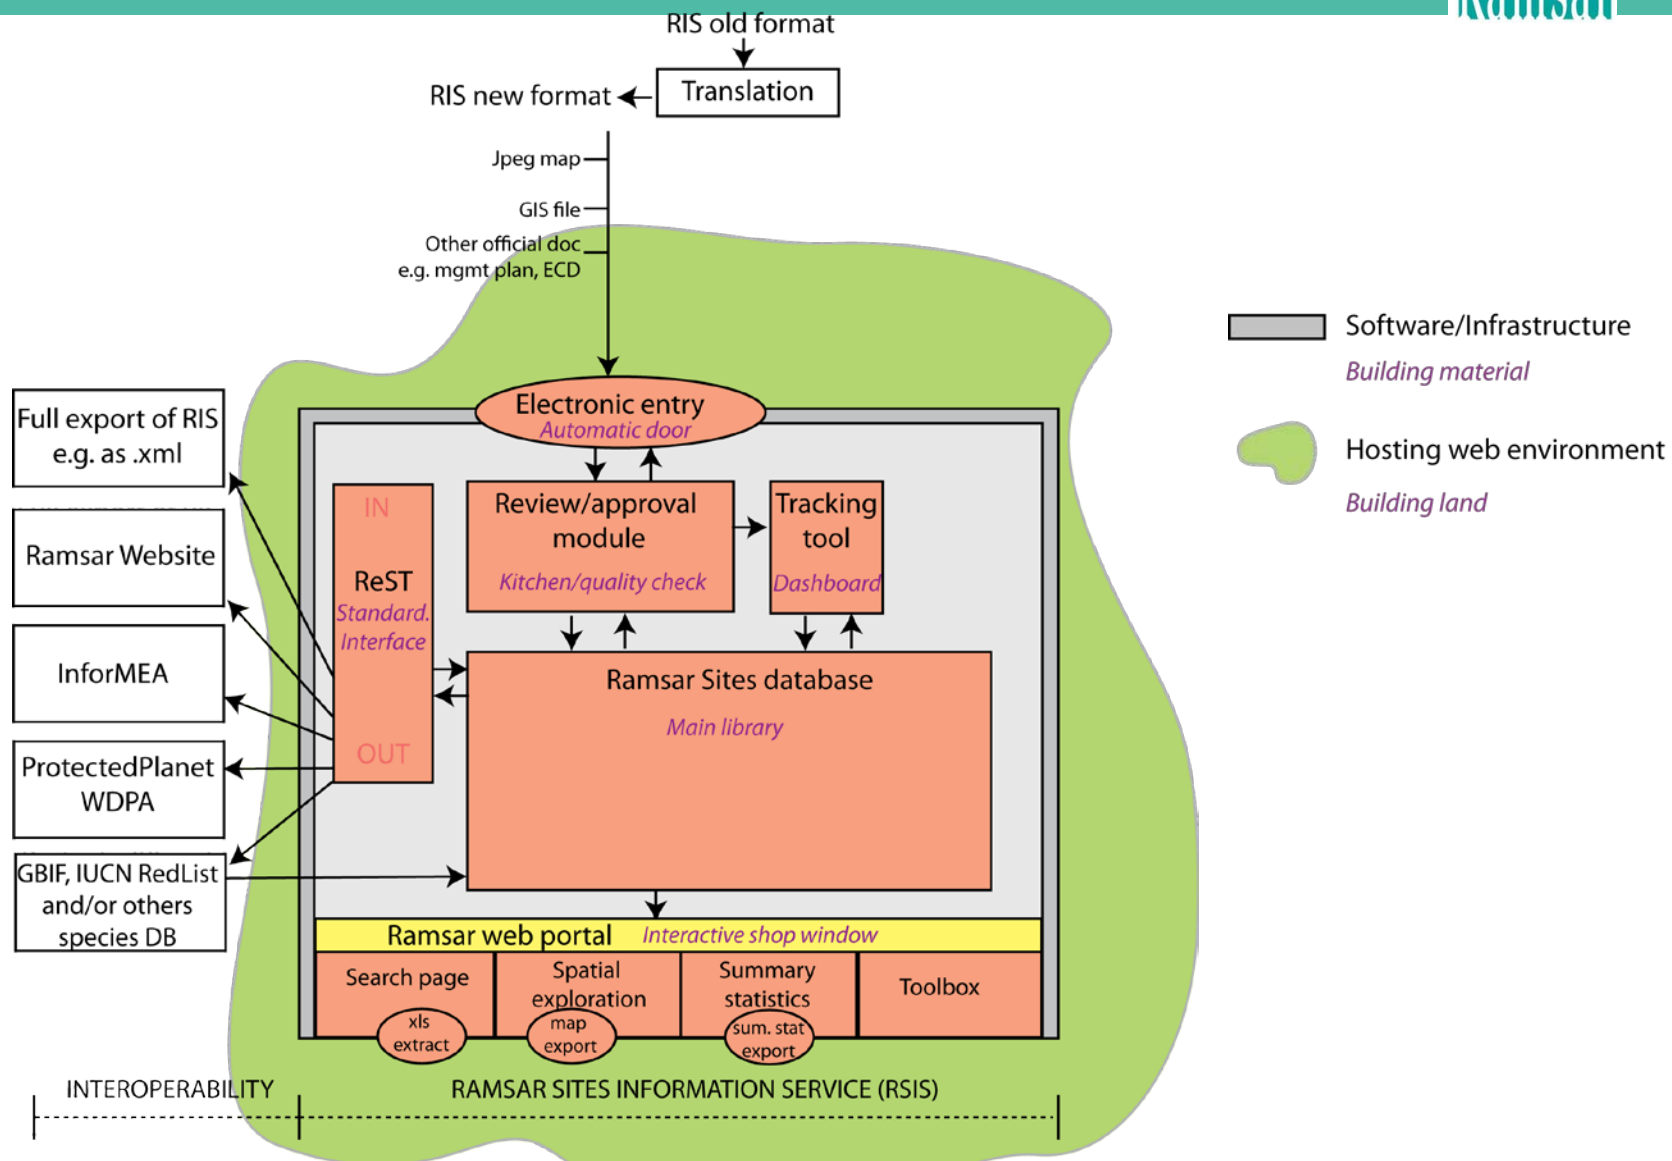 Ramsar
RIS old format
Translation
RIS new format
Jpeg map
GIS file
Other official doc
e.g. mgmt plan, ECD
Software/Infrastructure
Building material
Hosting web environment
Building land
Full export of RIS
e.g. as .xml
Ramsar Website
InforMEA
ProtectedPlanet
WDPA
GBIF, IUCN RedList
and/or others
species DB
Electronic entry
Automatic door
IN
ReST
Standard.
Interface
OUT
Review/approval
module
Kitchen/quality check
Tracking
tool
Dashboard
Ramsar Sites database
Main library
Ramsar web portal
Interactive shop window
Search page
xls
extract
Spatial
exploration
map
export
Summary
statistics
sum. stat
export
Toolbox
INTEROPERABILITY
RAMSAR SITES INFORMATION SERVICE (RSIS)